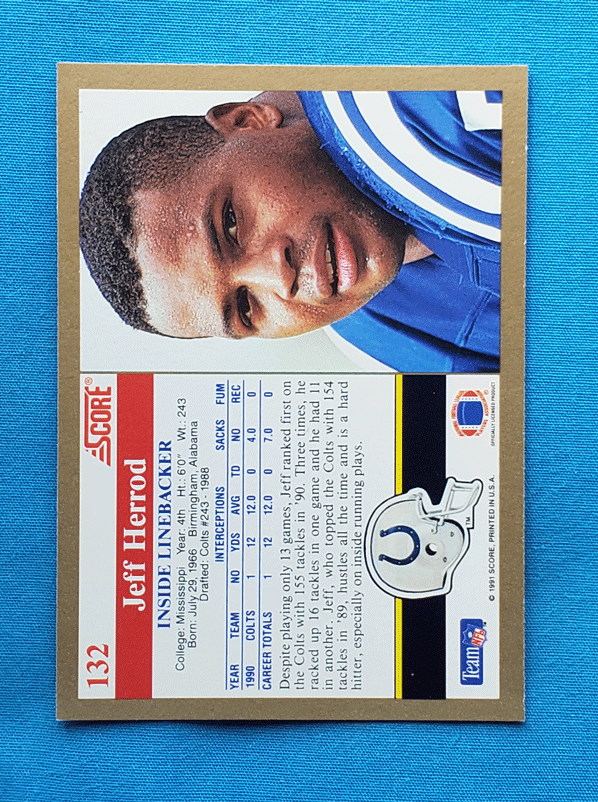 132
SCORE®
Jeff Herrod
INSIDE LINEBACKER
College: Mississippi Year: 4th Ht.: 6'0" Wt.: 243
Born: July 29, 1966 Birmingham, Alabama
Drafted: Colts #243 - 1988
INTERCEPTIONS SACKS FUM
YEAR TEAM NO YDS AVG TD NO REC
1990 COLTS 1 12 12.0 0 4.0 0
CAREER TOTALS 1 12 12.0 0 7.0 0
Despite playing only 13 games, Jeff ranked first on
the Colts with 155 tackles in '90. Three times, he
racked up 16 tackles in one game and he had 11
in another. Jeff, who topped the Colts with 154
tackles in '89, hustles all the time and is a hard
hitter, especially on inside running plays.
TM
Team NFL
© 1991 SCORE, PRINTED IN U.S.A.
OFFICIALLY LICENSED PRODUCT